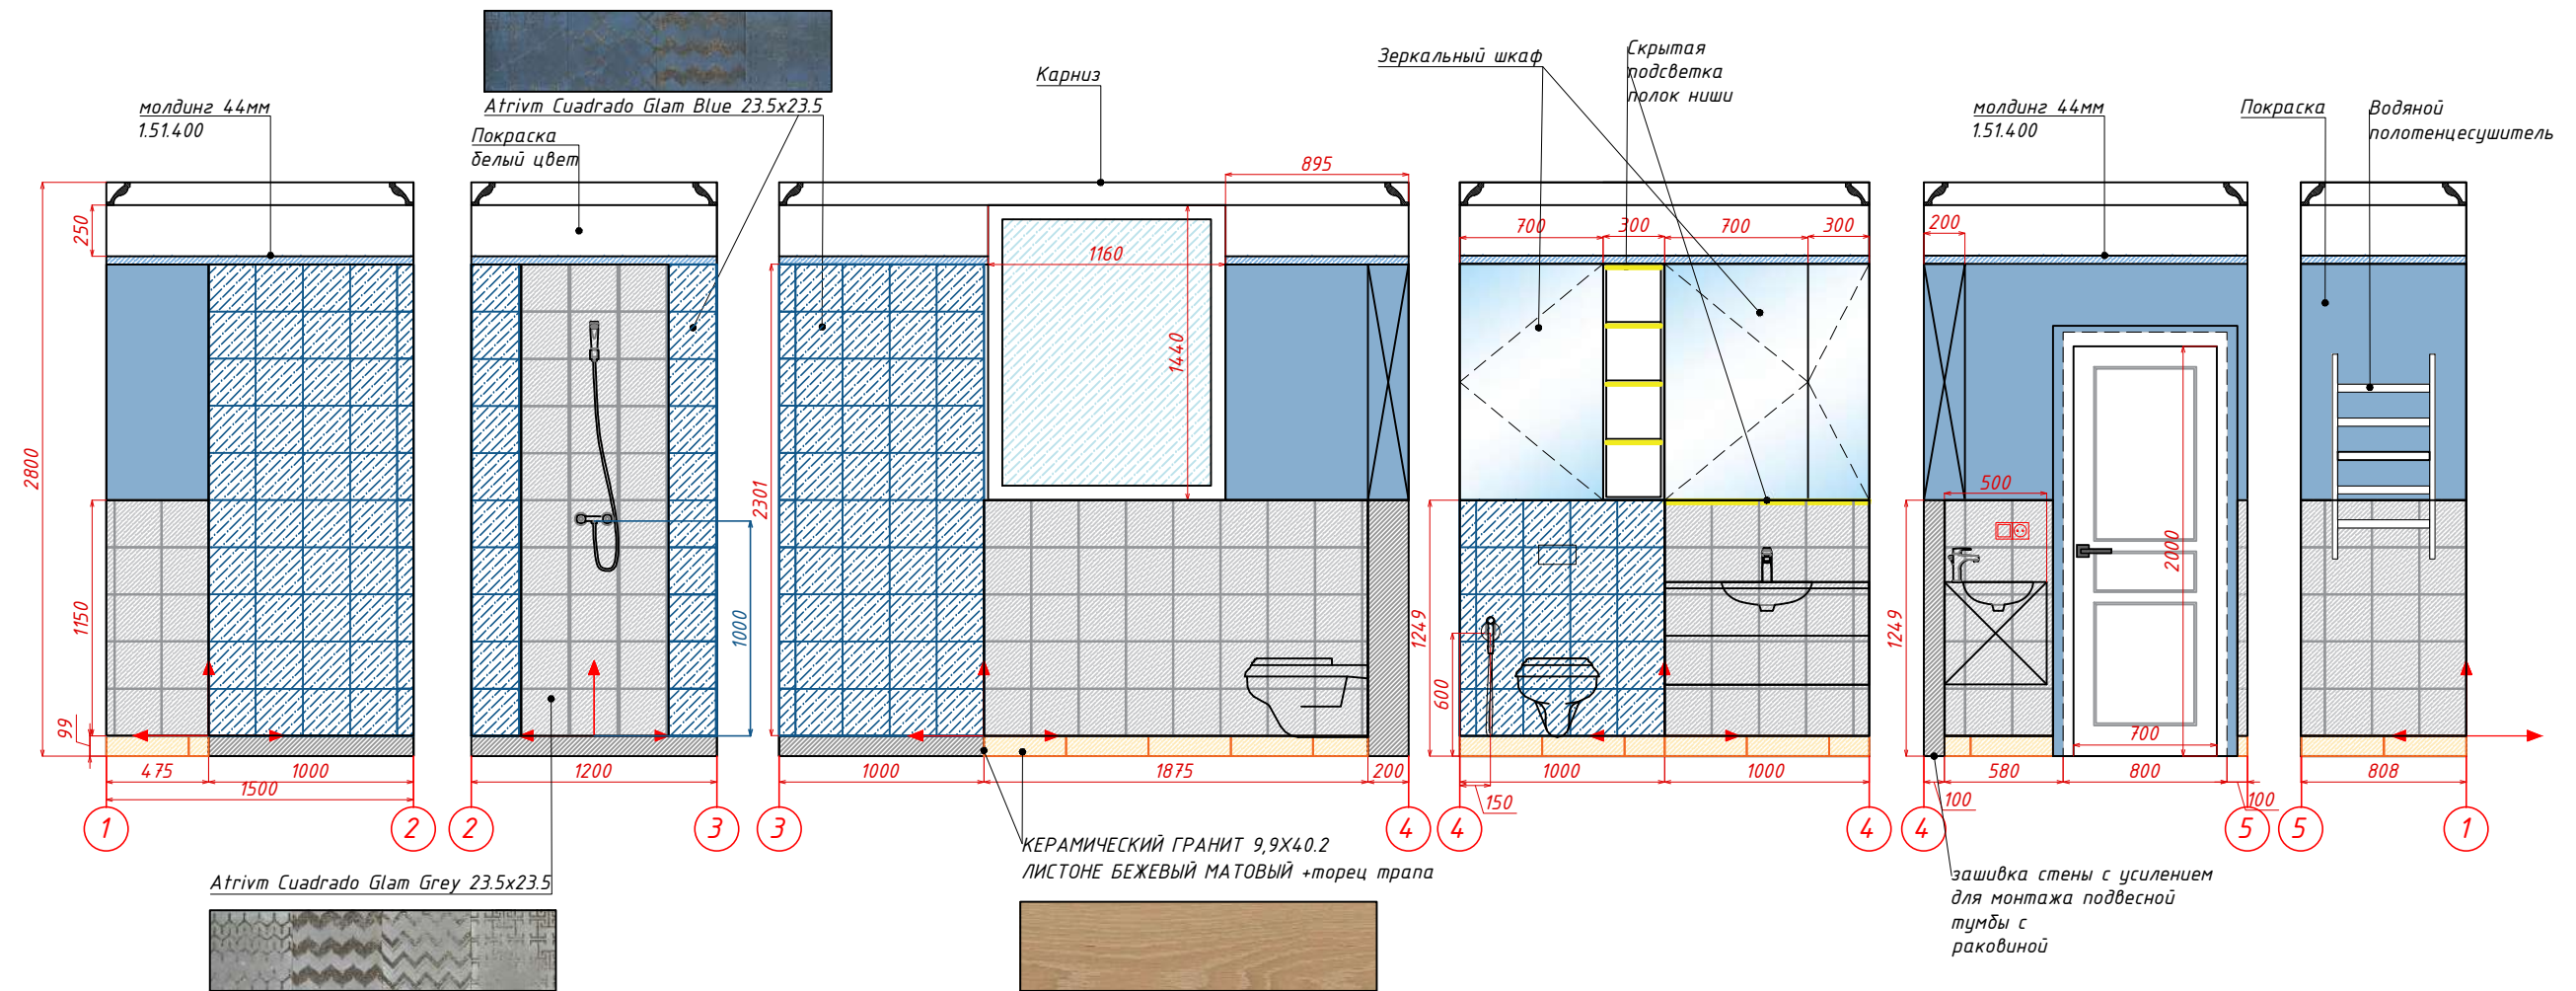 Atrivm Cuadrado Glam Blue 23.5x23.5
молдинг 44мм
1.51.400
Покраска
белый цвет
Карниз
Зеркальный шкаф
Скрытая
подсветка
полок ниши
молдинг 44мм
1.51.400
Покраска
Водяной
полотенцесушитель
2800
250
1150
99
475
1000
1500
1
2
1000
1200
2
3
895
1160
1440
2301
1000
1875
200
3
4
700
300
700
300
1249
600
1000
1000
150
4
4
200
500
2000
1249
700
580
800
100
100
4
5
808
5
1
Atrivm Cuadrado Glam Grey 23.5x23.5
КЕРАМИЧЕСКИЙ ГРАНИТ 9,9X40.2
ЛИСТОНЕ БЕЖЕВЫЙ МАТОВЫЙ +торец трапа
зашивка стены с усилением
для монтажа подвесной
тумбы с
раковиной